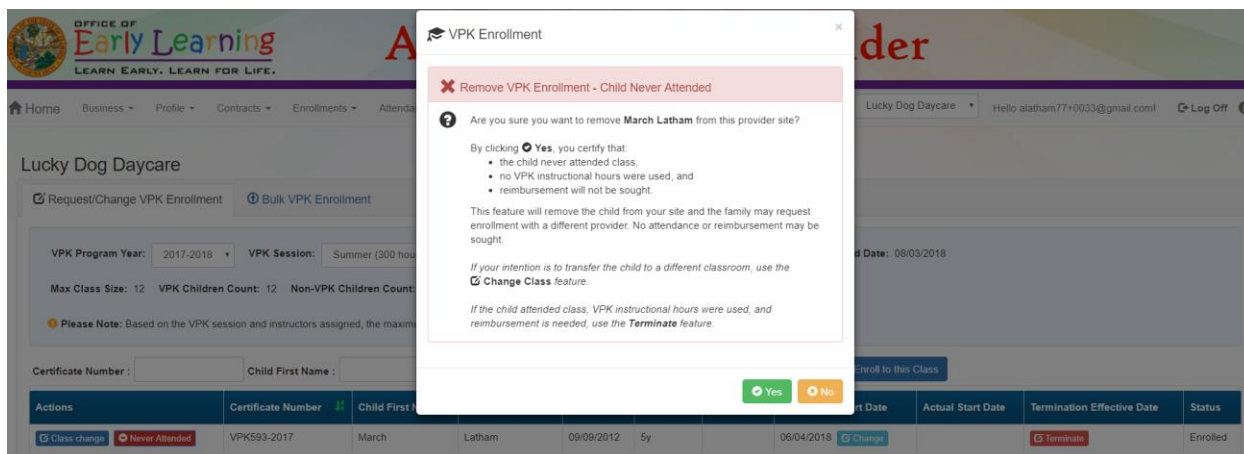 OFFICE OF
Early Learning
LEARN EARLY. LEARN FOR LIFE.
A
der
Home Business Profile Contracts Enrollments Attenda
Lucky Dog Daycare Hello alatham77+0033@gmail.com! Log Off
Lucky Dog Daycare
Request/Change VPK Enrollment Bulk VPK Enrollment
VPK Program Year: 2017-2018 VPK Session: Summer (300 hou
d Date: 08/03/2018
Max Class Size: 12 VPK Children Count: 12 Non-VPK Children Count:
Please Note: Based on the VPK session and instructors assigned, the maximu
Certificate Number : Child First Name :
Enroll to this Class
Actions Certificate Number Child First N rt Date Actual Start Date Termination Effective Date Status
Class change Never Attended VPK593-2017 March Latham 09/09/2012 5y 06/04/2018 Change Terminate Enrolled
VPK Enrollment ×
Remove VPK Enrollment - Child Never Attended
Are you sure you want to remove March Latham from this provider site?
By clicking Yes, you certify that:
• the child never attended class,
• no VPK instructional hours were used, and
• reimbursement will not be sought.
This feature will remove the child from your site and the family may request
enrollment with a different provider. No attendance or reimbursement may be
sought.
If your intention is to transfer the child to a different classroom, use the
Change Class feature.
If the child attended class, VPK instructional hours were used, and
reimbursement is needed, use the Terminate feature.
Yes No